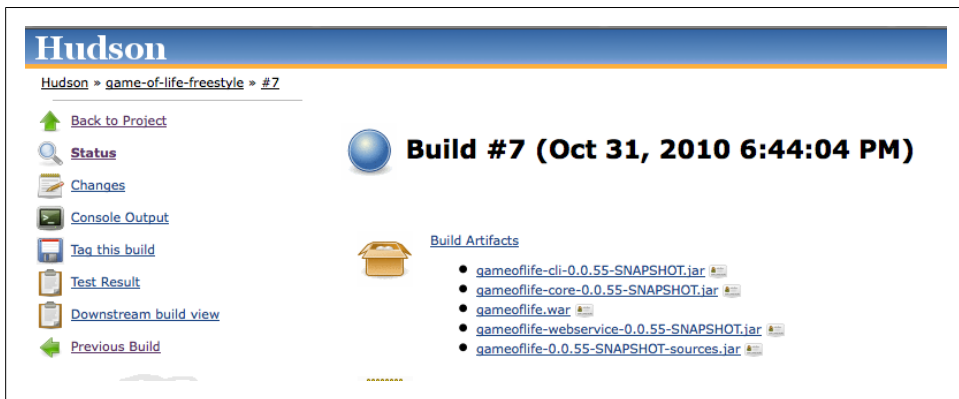 Hudson
Hudson » game-of-life-freestyle » #7
Back to Project
Status
Changes
Console Output
Tag this build
Test Result
Downstream build view
Previous Build
Build #7 (Oct 31, 2010 6:44:04 PM)
Build Artifacts
gameoflife-cli-0.0.55-SNAPSHOT.jar
gameoflife-core-0.0.55-SNAPSHOT.jar
gameoflife.war
gameoflife-webservice-0.0.55-SNAPSHOT.jar
gameoflife-0.0.55-SNAPSHOT-sources.jar